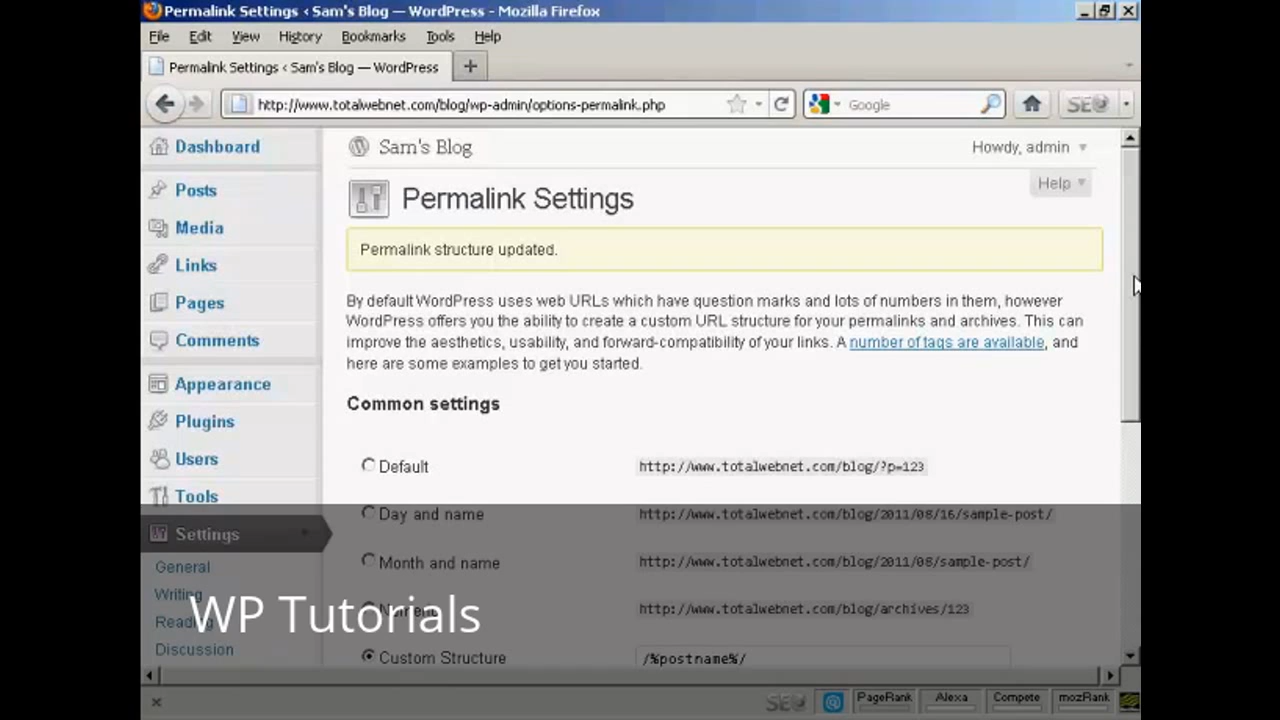 Permalink Settings ‹ Sam's Blog — WordPress - Mozilla Firefox
File Edit View History Bookmarks Tools Help
Permalink Settings ‹ Sam's Blog — WordPress
http://www.totalwebnet.com/blog/wp-admin/options-permalink.php
Google
SEO
Dashboard
Posts
Media
Links
Pages
Comments
Appearance
Plugins
Users
Tools
Settings
General
Writing
Reading
Discussion
Sam's Blog
Howdy, admin
Help
Permalink Settings
Permalink structure updated.
By default WordPress uses web URLs which have question marks and lots of numbers in them, however
WordPress offers you the ability to create a custom URL structure for your permalinks and archives. This can
improve the aesthetics, usability, and forward-compatibility of your links. A number of tags are available, and
here are some examples to get you started.
Common settings
Default http://www.totalwebnet.com/blog/?p=123
Day and name http://www.totalwebnet.com/blog/2011/08/16/sample-post/
Month and name http://www.totalwebnet.com/blog/2011/08/sample-post/
http://www.totalwebnet.com/blog/archives/123
Custom Structure /%postname%/
WP Tutorials
SEO PageRank Alexa Compete mozRank